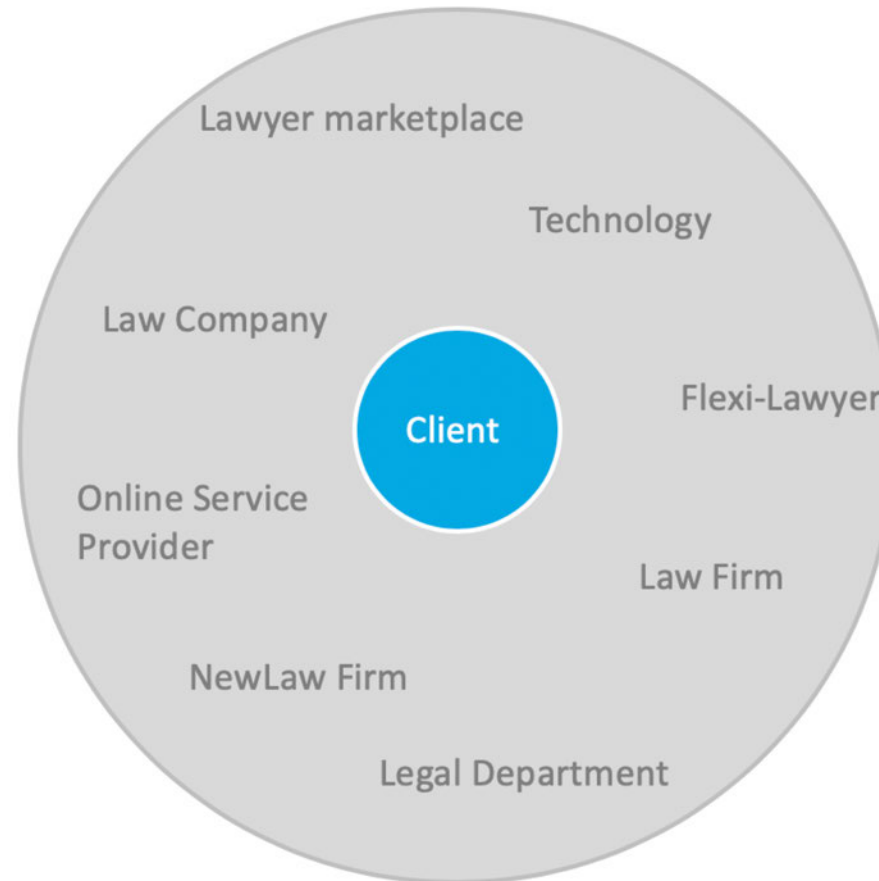 Lawyer marketplace
Technology
Law Company
Flexi-Lawyer
Client
Online Service
Provider
Law Firm
NewLaw Firm
Legal Department